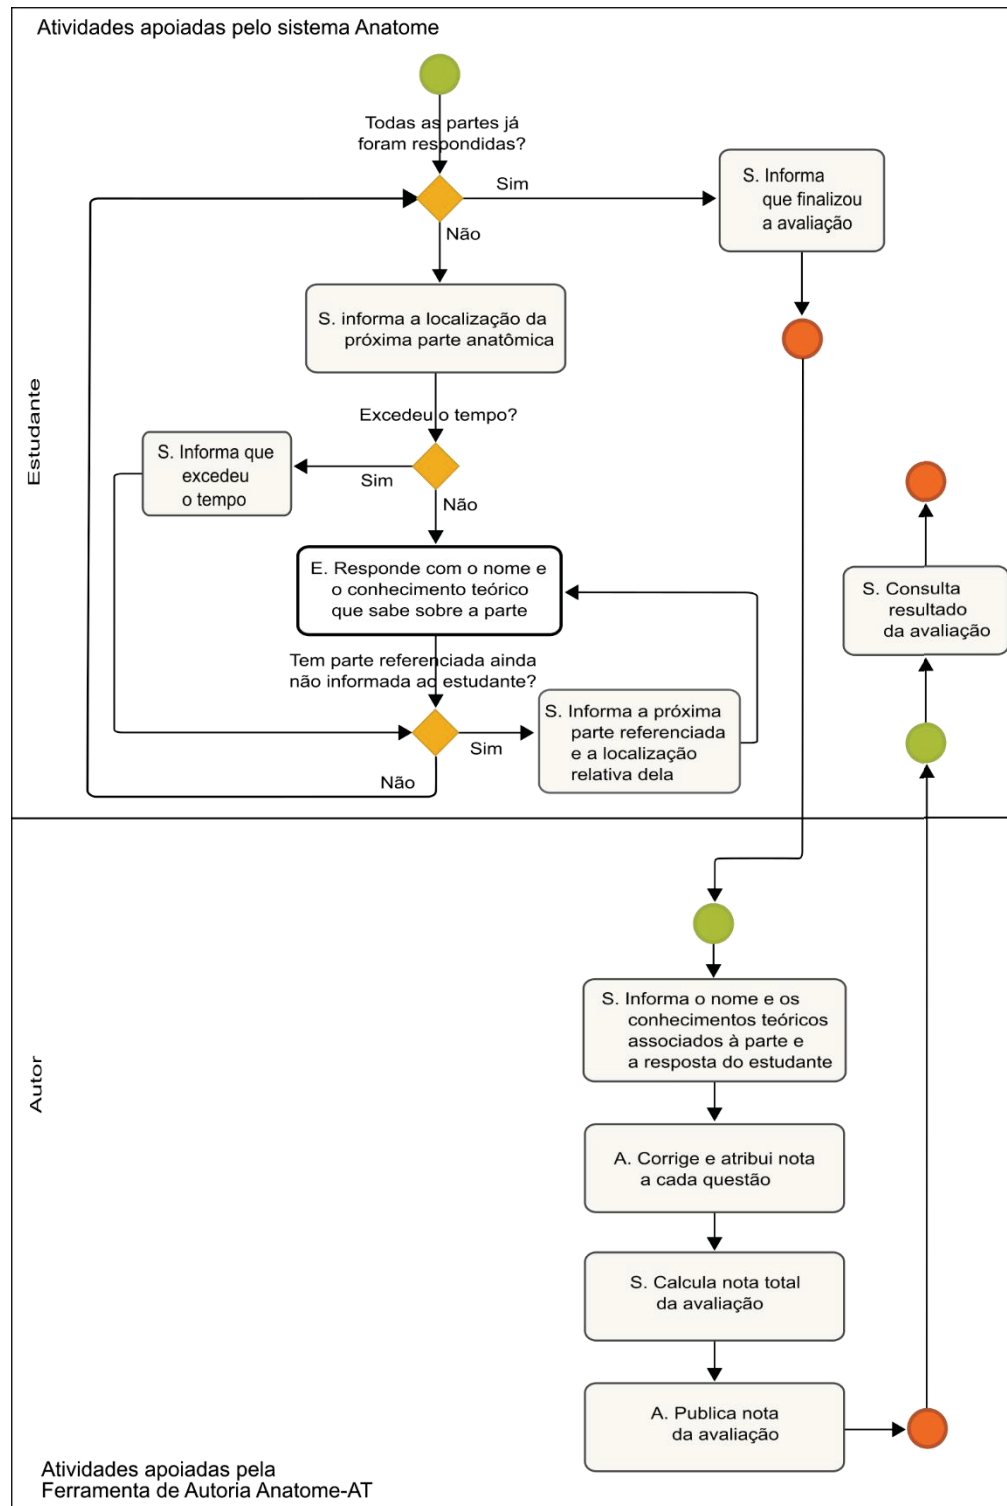 Atividades apoiadas pelo sistema Anatome
Todas as partes já
foram respondidas?
Sim
Não
S. Informa
que finalizou
a avaliação
S. informa a localização da
próxima parte anatômica
Excedeu o tempo?
Sim
Não
S. Informa que
excedeu
o tempo
E. Responde com o nome e
o conhecimento teórico
que sabe sobre a parte
Tem parte referenciada ainda
não informada ao estudante?
Sim
Não
S. Informa a próxima
parte referenciada
e a localização
relativa dela
S. Consulta
resultado
da avaliação
Estudante
S. Informa o nome e os
conhecimentos teóricos
associados à parte e
a resposta do estudante
A. Corrige e atribui nota
a cada questão
S. Calcula nota total
da avaliação
A. Publica nota
da avaliação
Autor
Atividades apoiadas pela
Ferramenta de Autoria Anatome-AT